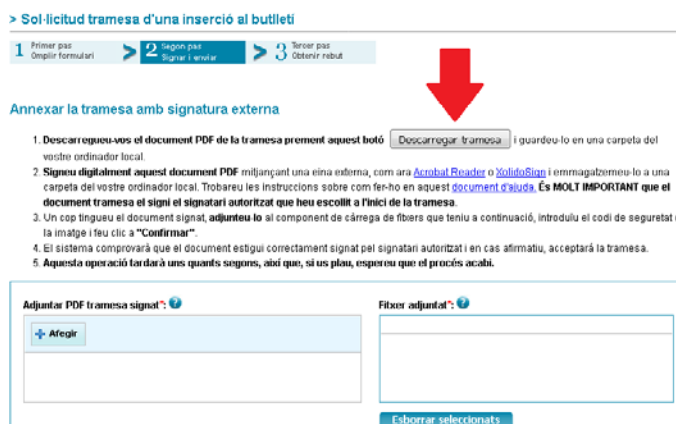 > Sol·licitud tramesa d'una inserció al butlletí
1 Primer pas
Omplir formulari
> 2 Segon pas
Signar i enviar
> 3 Tercer pas
Obtenir rebut
Annexar la tramesa amb signatura externa
1. Descarregueu-vos el document PDF de la tramesa prement aquest botó Descarregar tramesa i guardeu-lo en una carpeta del
vostre ordinador local.
2. Signeu digitalment aquest document PDF mitjançant una eina externa, com ara Acrobat Reader o XolidoSign i emmagatzemeu-lo a una
carpeta del vostre ordinador local. Trobareu les instruccions sobre com fer-ho en aquest document d'ajuda. És MOLT IMPORTANT que el
document tramesa el signi el signatari autoritzat que heu escollit a l'inici de la tramesa.
3. Un cop tingueu el document signat, adjunteu-lo al component de càrrega de fitxers que teniu a continuació, introduïu el codi de seguretat
la imatge i feu clic a "Confirmar".
4. El sistema comprovarà que el document estigui correctament signat pel signatari autoritzat i en cas afirmatiu, acceptarà la tramesa.
5. Aquesta operació tardarà uns quants segons, així que, si us plau, espereu que el procés acabi.
Adjuntar PDF tramesa signat*: ?
Fitxer adjuntat*: ?
+ Afegir
Esborrar seleccionats